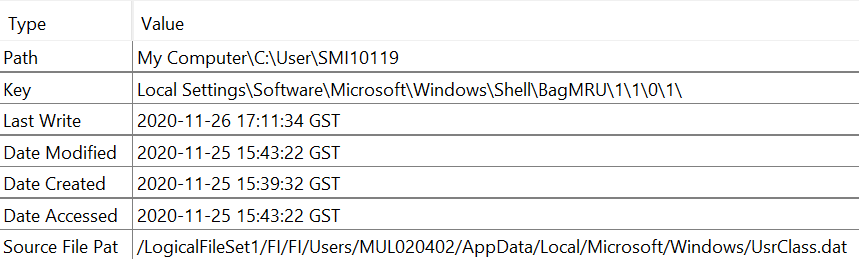 Type Value
Path My Computer\C:\User\SMI10119
Key Local Settings\Software\Microsoft\Windows\Shell\BagMRU\1\1\0\1\
Last Write 2020-11-26 17:11:34 GST
Date Modified 2020-11-25 15:43:22 GST
Date Created 2020-11-25 15:39:32 GST
Date Accessed 2020-11-25 15:43:22 GST
Source File Pat /LogicalFileSet1/FI/FI/Users/MUL020402/AppData/Local/Microsoft/Windows/UsrClass.dat